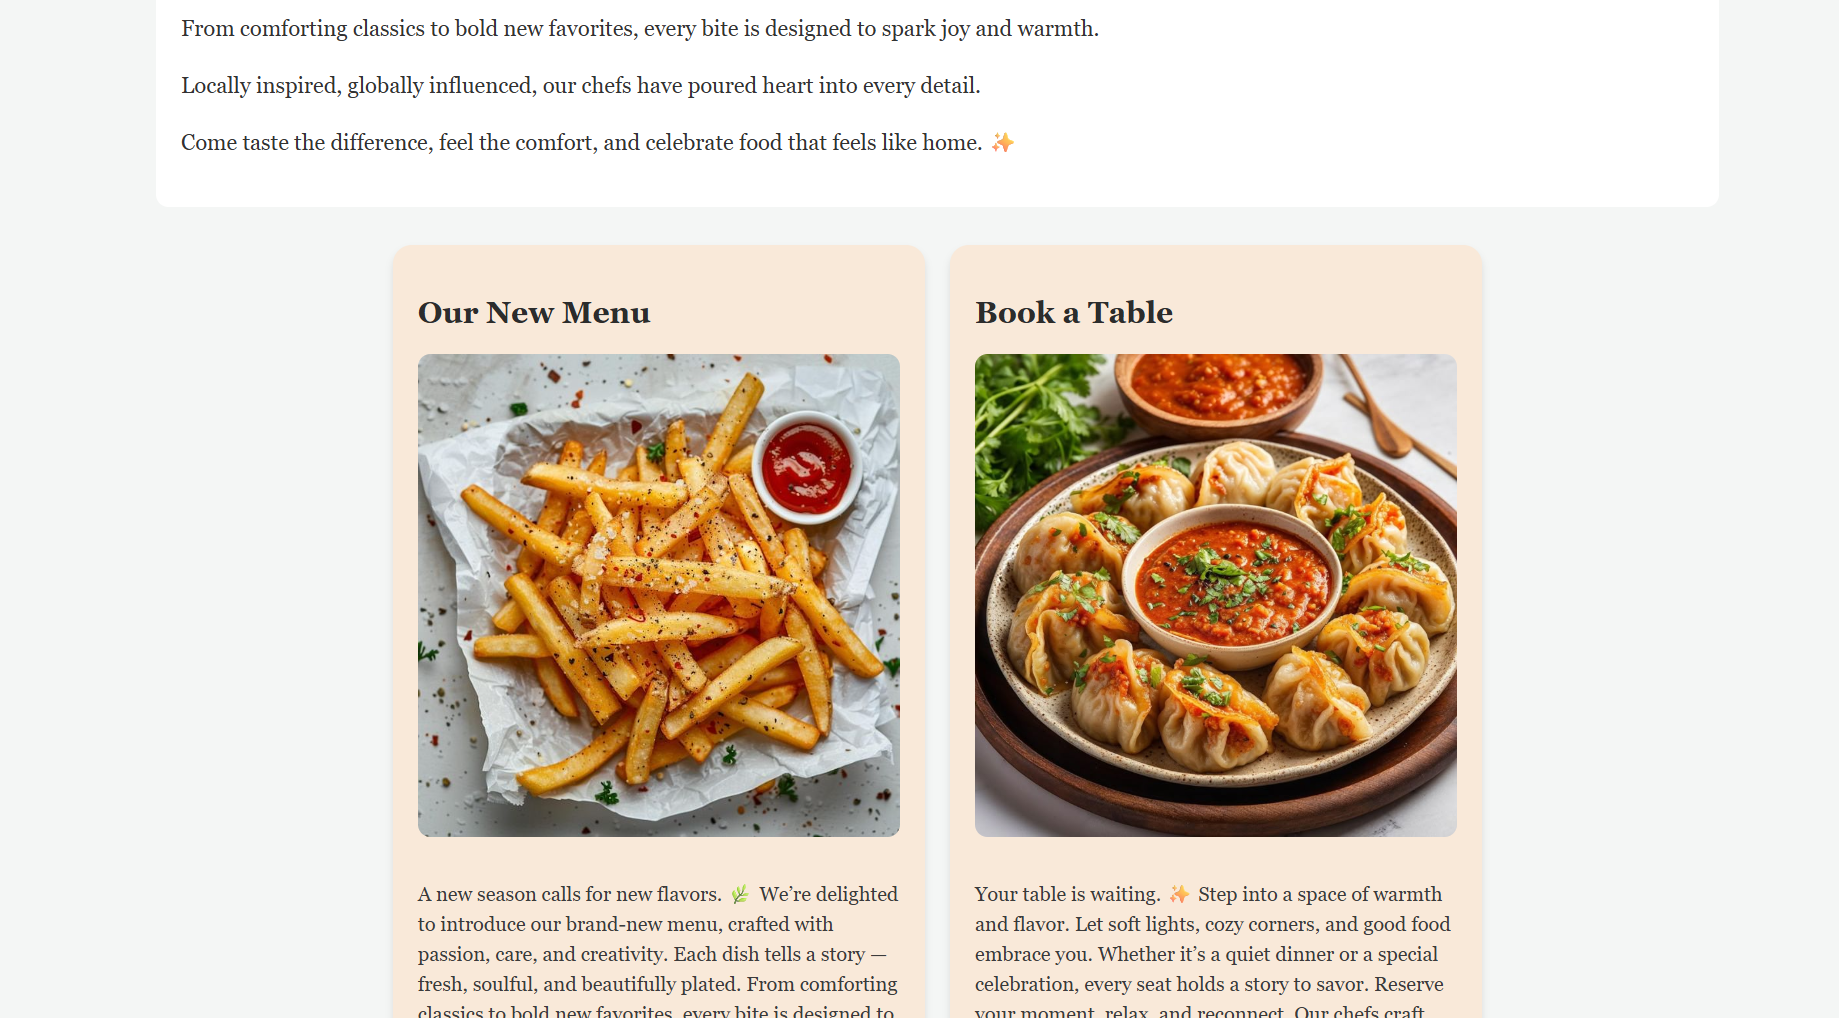 From comforting classics to bold new favorites, every bite is designed to spark joy and warmth.
Locally inspired, globally influenced, our chefs have poured heart into every detail.
Come taste the difference, feel the comfort, and celebrate food that feels like home. ✨
Our New Menu
A new season calls for new flavors. 🌿 We’re delighted
to introduce our brand-new menu, crafted with
passion, care, and creativity. Each dish tells a story —
fresh, soulful, and beautifully plated. From comforting
classics to bold new favorites, every bite is designed to
Book a Table
Your table is waiting. ✨ Step into a space of warmth
and flavor. Let soft lights, cozy corners, and good food
embrace you. Whether it’s a quiet dinner or a special
celebration, every seat holds a story to savor. Reserve
your moment, relax, and reconnect. Our chefs craft